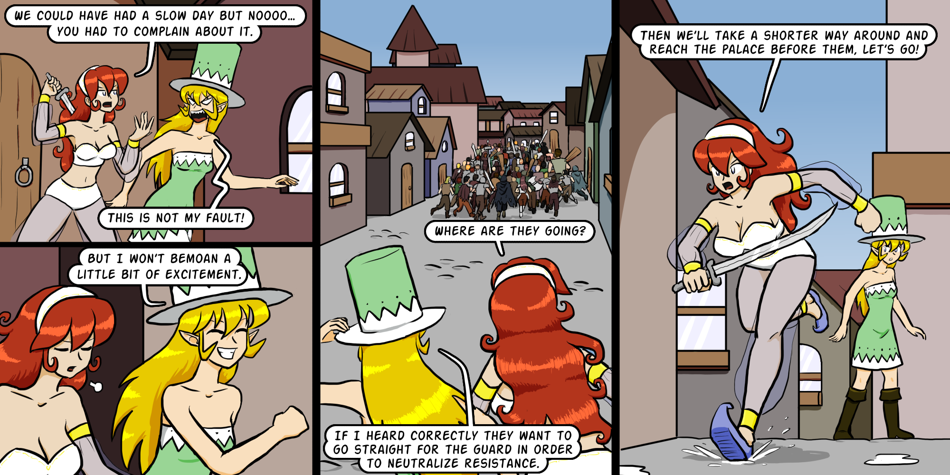 WE COULD HAVE HAD A SLOW DAY BUT NOOOO...
YOU HAD TO COMPLAIN ABOUT IT.
THIS IS NOT MY FAULT!
BUT I WON'T BEMOAN A
LITTLE BIT OF EXCITEMENT.
WHERE ARE THEY GOING?
IF I HEARD CORRECTLY THEY WANT TO
GO STRAIGHT FOR THE GUARD IN ORDER
TO NEUTRALIZE RESISTANCE.
THEN WE'LL TAKE A SHORTER WAY AROUND AND
REACH THE PALACE BEFORE THEM, LET'S GO!